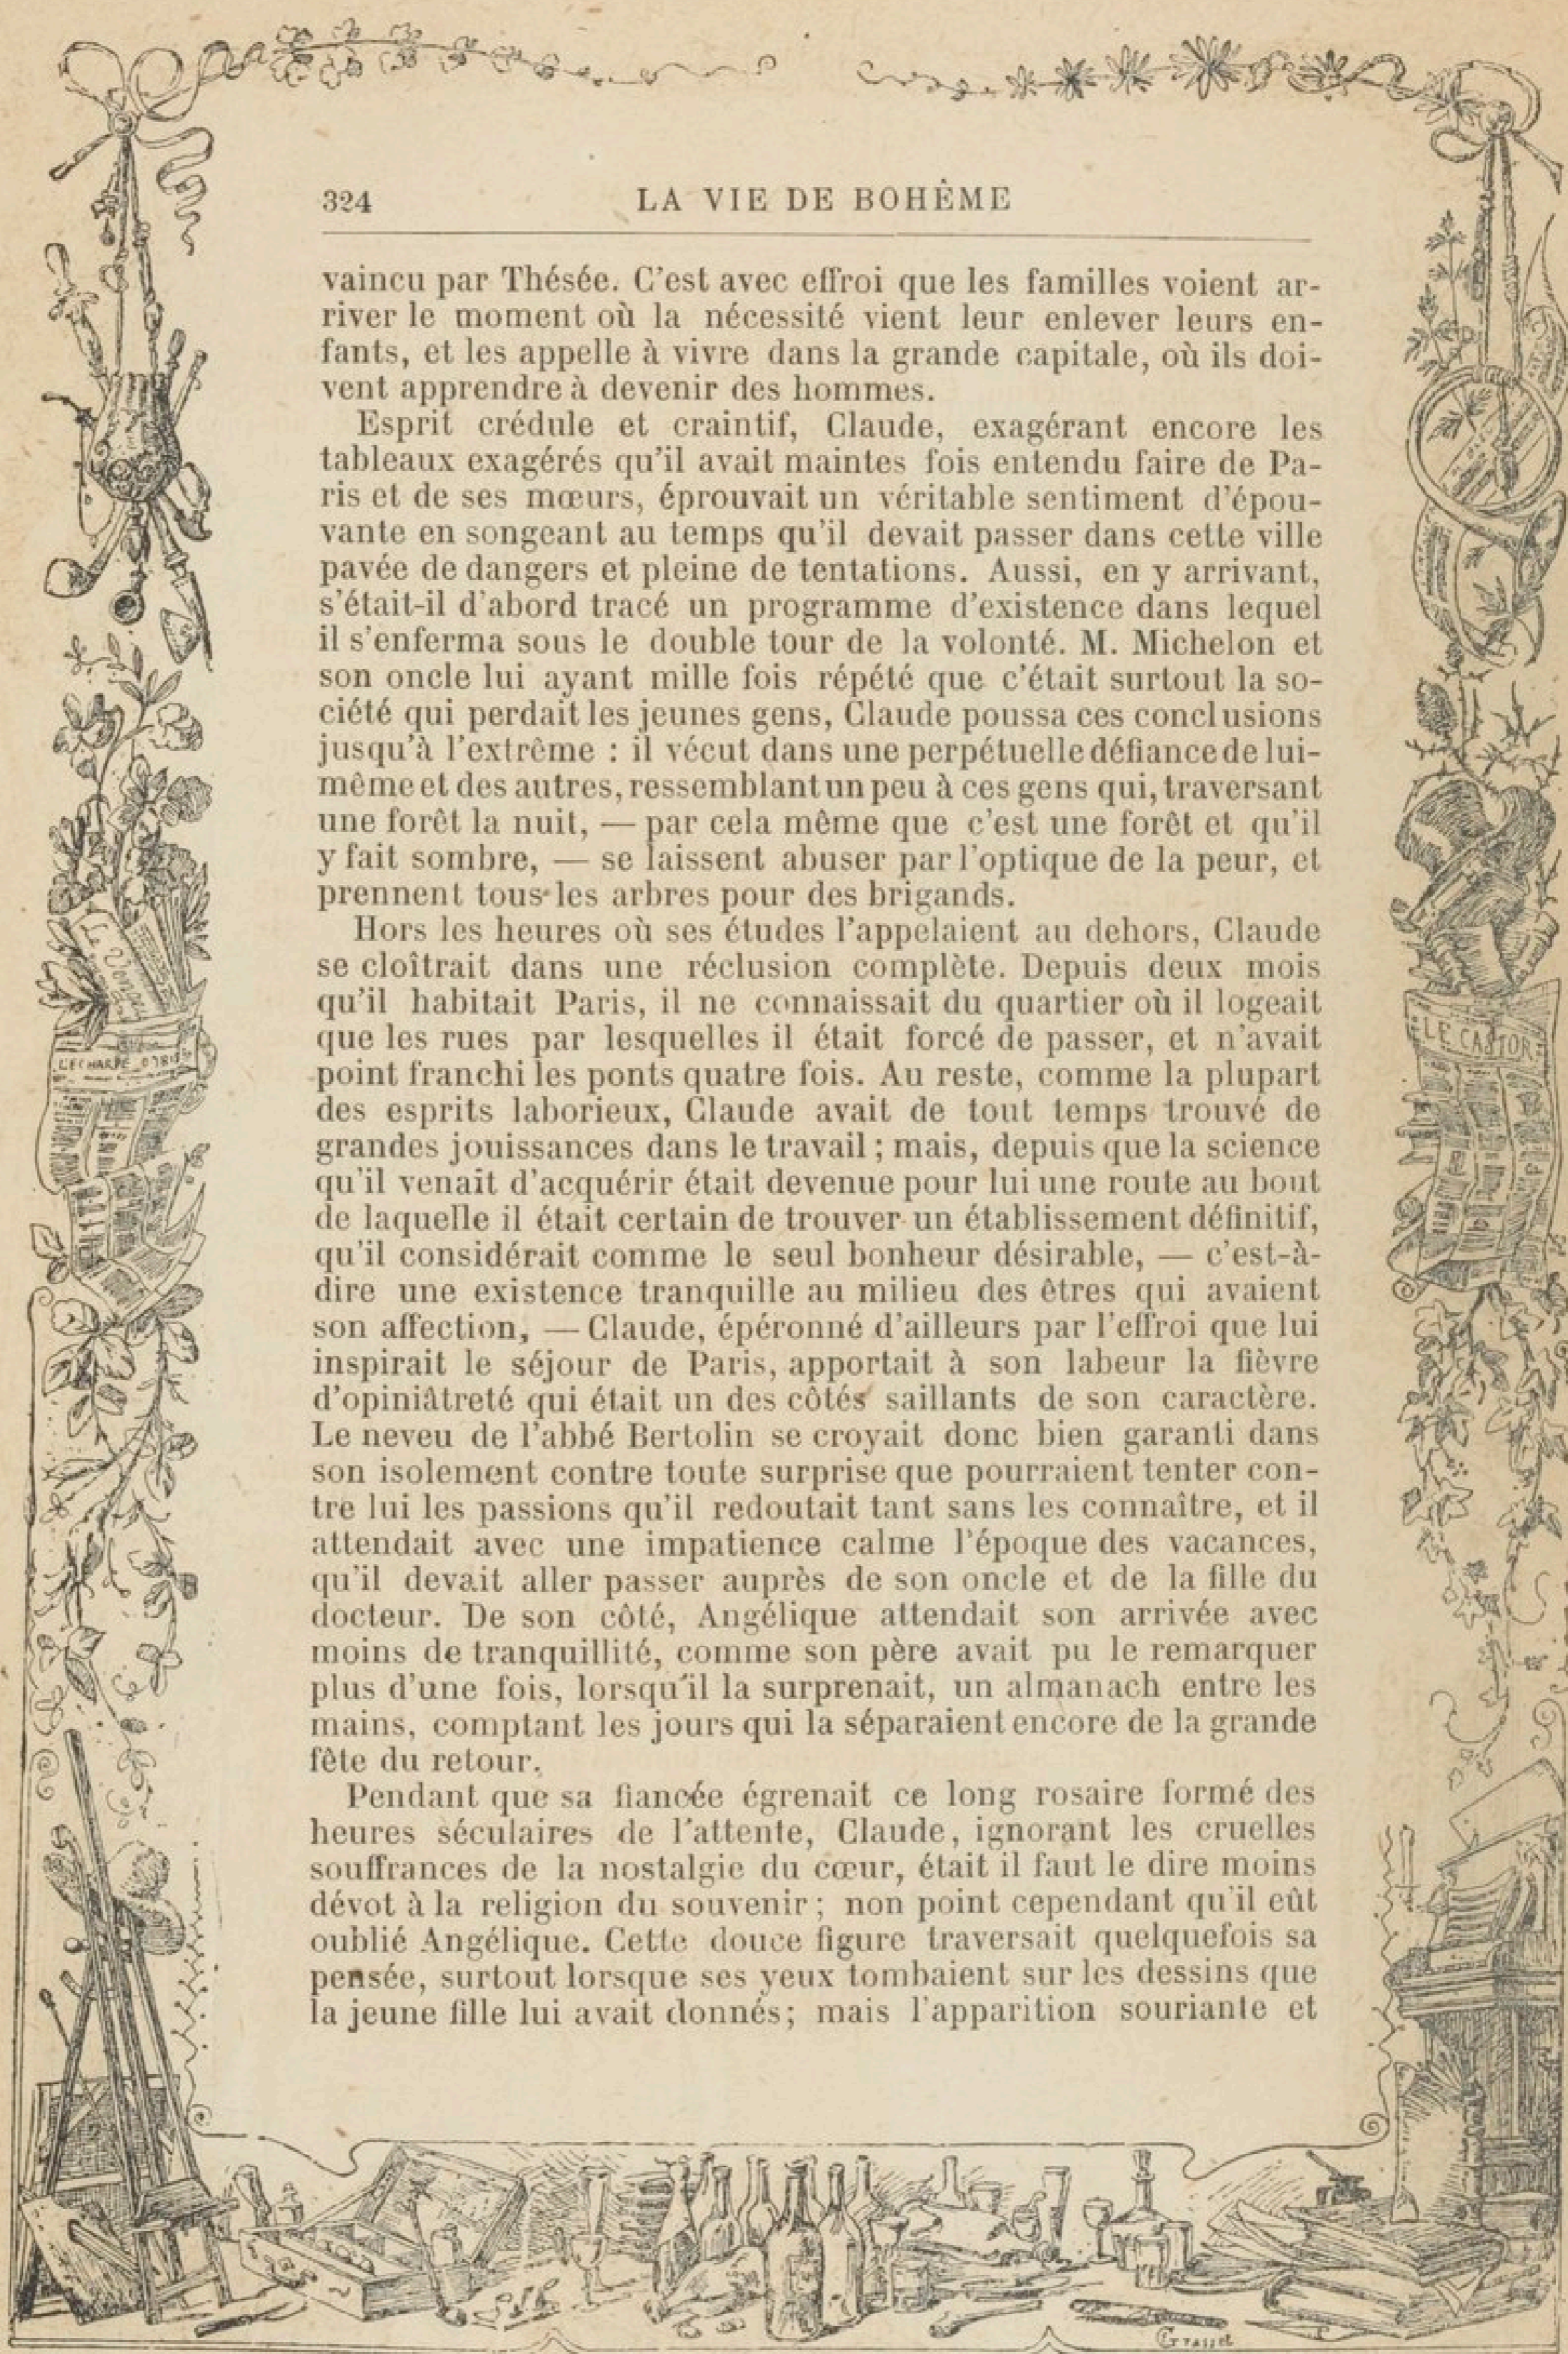 324 LA VIE DE BOHÊME
vaincu par Thésée. C'est avec effroi que les familles voient ar-
river le moment où la nécessité vient leur enlever leurs en-
fants, et les appelle à vivre dans la grande capitale, où ils doi-
vent apprendre à devenir des hommes.
Esprit crédule et craintif, Claude, exagérant encore les
tableaux exagérés qu'il avait maintes fois entendu faire de Pa-
ris et de ses mœurs, éprouvait un véritable sentiment d'épou-
vante en songeant au temps qu'il devait passer dans cette ville
pavée de dangers et pleine de tentations. Aussi, en y arrivant,
s'était-il d'abord tracé un programme d'existence dans lequel
il s'enferma sous le double tour de la volonté. M. Michelon et
son oncle lui ayant mille fois répété que c'était surtout la so-
ciété qui perdait les jeunes gens, Claude poussa ces conclusions
jusqu'à l'extrême : il vécut dans une perpétuelle défiance de lui-
même et des autres, ressemblant un peu à ces gens qui, traversant
une forêt la nuit, — par cela même que c'est une forêt et qu'il
y fait sombre, — se laissent abuser par l'optique de la peur, et
prennent tous les arbres pour des brigands.
Hors les heures où ses études l'appelaient au dehors, Claude
se cloîtrait dans une réclusion complète. Depuis deux mois
qu'il habitait Paris, il ne connaissait du quartier où il logeait
que les rues par lesquelles il était forcé de passer, et n'avait
point franchi les ponts quatre fois. Au reste, comme la plupart
des esprits laborieux, Claude avait de tout temps trouvé de
grandes jouissances dans le travail ; mais, depuis que la science
qu'il venait d'acquérir était devenue pour lui une route au bout
de laquelle il était certain de trouver un établissement définitif,
qu'il considérait comme le seul bonheur désirable, — c'est-à-
dire une existence tranquille au milieu des êtres qui avaient
son affection, — Claude, épéronné d'ailleurs par l'effroi que lui
inspirait le séjour de Paris, apportait à son labeur la fièvre
d'opiniâtreté qui était un des côtés saillants de son caractère.
Le neveu de l'abbé Bertolin se croyait donc bien garanti dans
son isolement contre toute surprise que pourraient tenter con-
tre lui les passions qu'il redoutait tant sans les connaître, et il
attendait avec une impatience calme l'époque des vacances,
qu'il devait aller passer auprès de son oncle et de la fille du
docteur. De son côté, Angélique attendait son arrivée avec
moins de tranquillité, comme son père avait pu le remarquer
plus d'une fois, lorsqu'il la surprenait, un almanach entre les
mains, comptant les jours qui la séparaient encore de la grande
fête du retour.
Pendant que sa fiancée égrenait ce long rosaire formé des
heures séculaires de l'attente, Claude, ignorant les cruelles
souffrances de la nostalgie du cœur, était il faut le dire moins
dévot à la religion du souvenir ; non point cependant qu'il eût
oublié Angélique. Cette douce figure traversait quelquefois sa
pensée, surtout lorsque ses yeux tombaient sur les dessins que
la jeune fille lui avait donnés; mais l'apparition souriante et
L'ECHARPE D'IRIS
LE CASTOR
Grasset